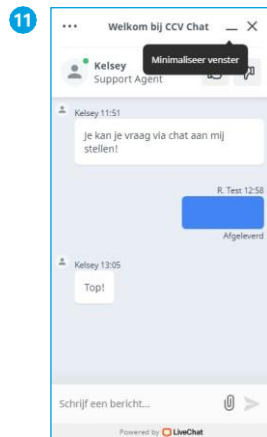 11
Welkom bij CCV Chat
Minimaliseer venster
Kelsey
Support Agent
Kelsey 11:51
je kan je vraag via chat aan mij
stellen!
R. Test 12:58
Afgeleverd
Kelsey 13:05
Top!
Schrijf een bericht...
Powered by LiveChat